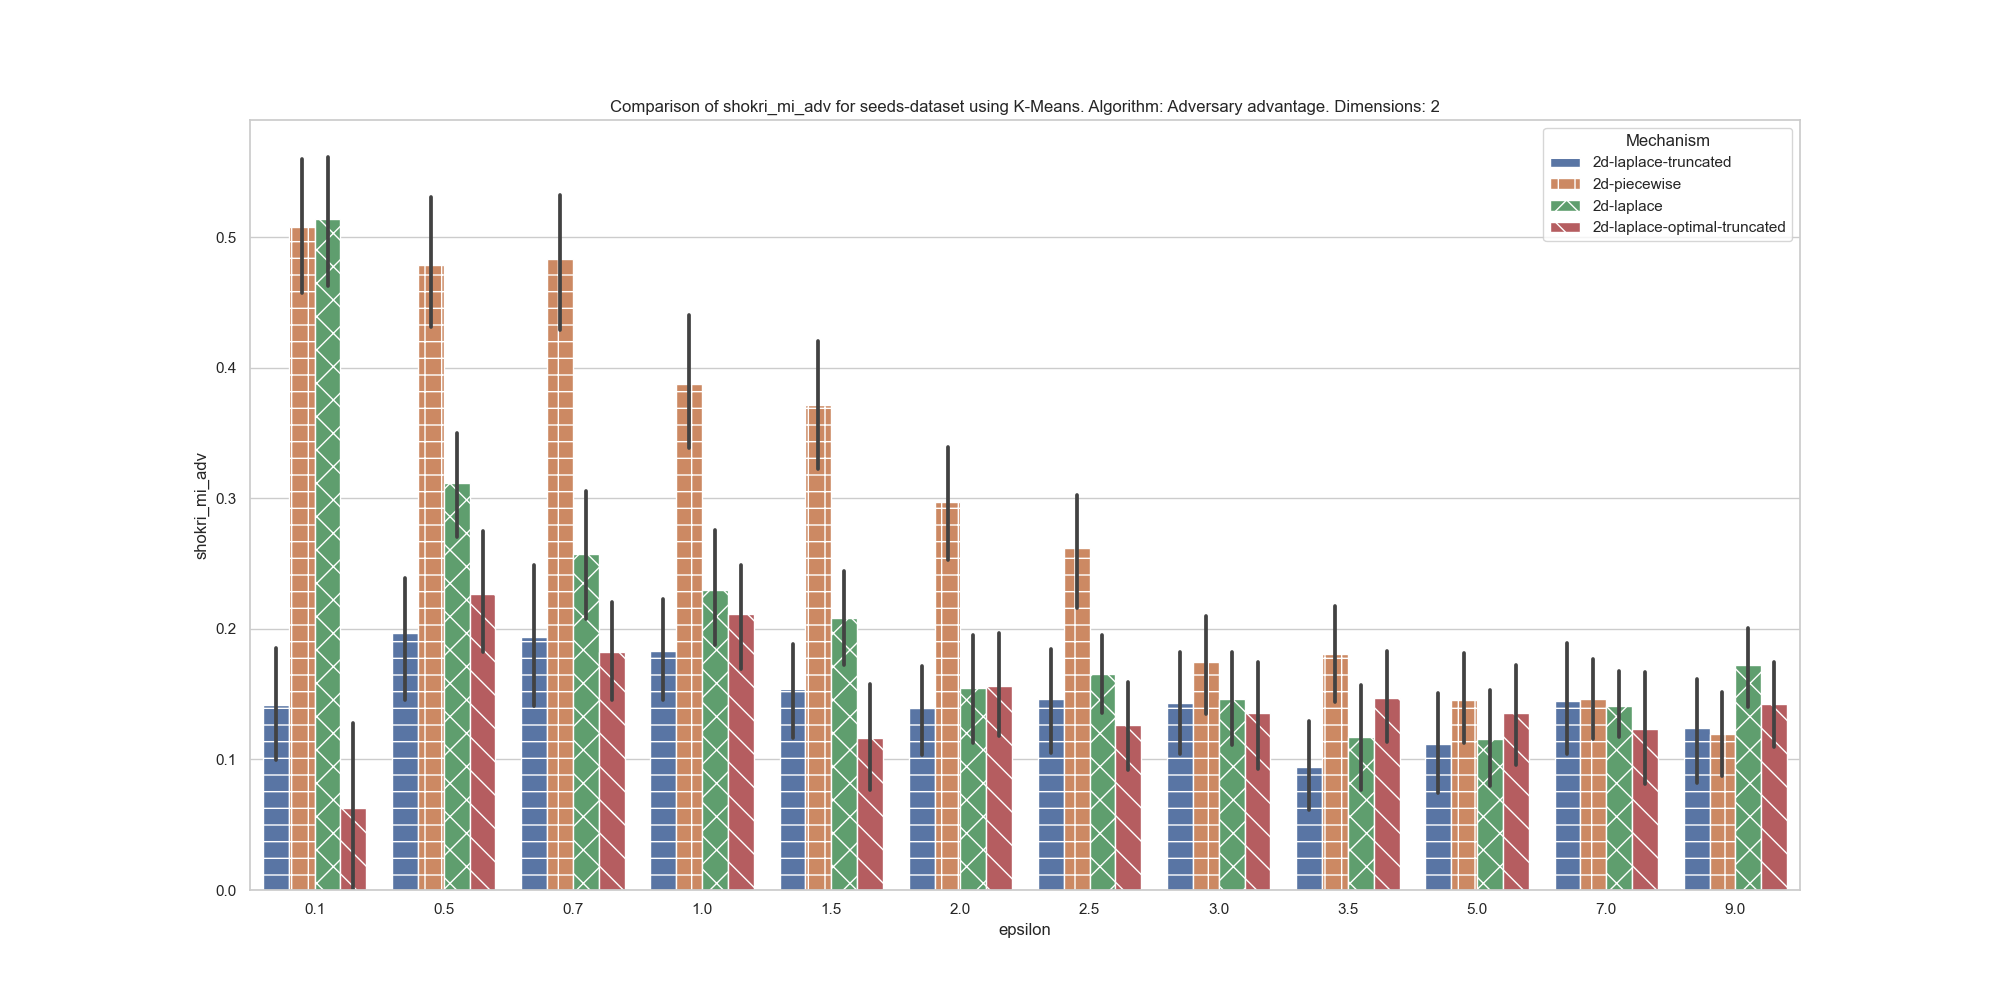 Comparison of shokri_mi_adv for seeds-dataset using K-Means. Algorithm: Adversary advantage. Dimensions: 2
Mechanism
2d-laplace-truncated
2d-piecewise
2d-laplace
2d-laplace-optimal-truncated
shokri_mi_adv
0.5
0.4
0.3
0.2
0.1
0.0
0.1 0.5 0.7 1.0 1.5 2.0 2.5 3.0 3.5 5.0 7.0 9.0
epsilon